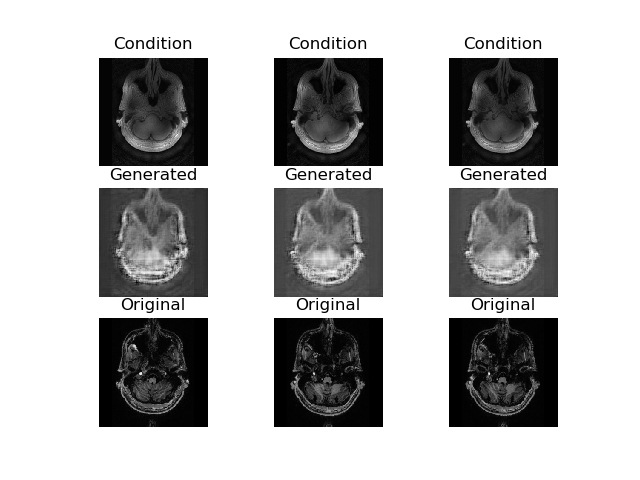 Condition Condition Condition
Generated Generated Generated
Original Original Original